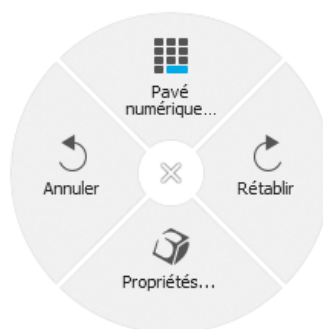 Pavé
numérique...
Annuler
Rétablir
Propriétés...